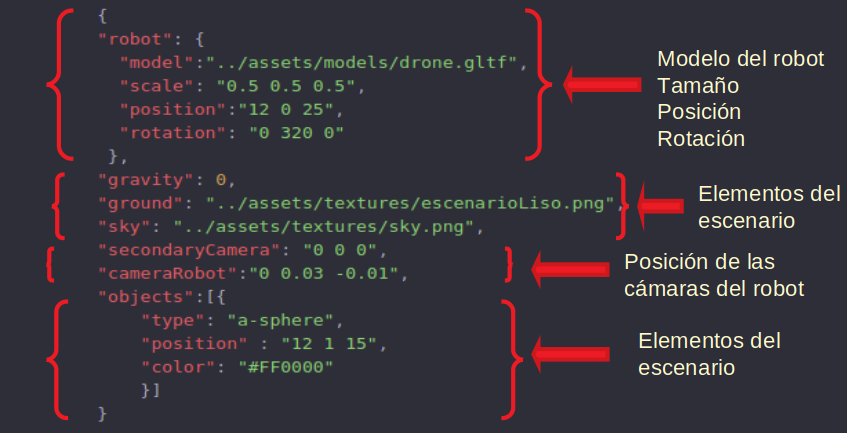 {
"robot": {
"model":"../assets/models/drone.gltf",
"scale": "0.5 0.5 0.5",
"position":"12 0 25",
"rotation": "0 320 0"
},
"gravity": 0,
"ground": "../assets/textures/escenarioLiso.png",
"sky": "../assets/textures/sky.png",
"secondaryCamera": "0 0 0",
"cameraRobot":"0 0.03 -0.01",
"objects":[{
"type": "a-sphere",
"position" : "12 1 15",
"color": "#FF0000"
}]
}
Modelo del robot
Tamaño
Posición
Rotación
Elementos del
escenario
Posición de las
cámaras del robot
Elementos del
escenario